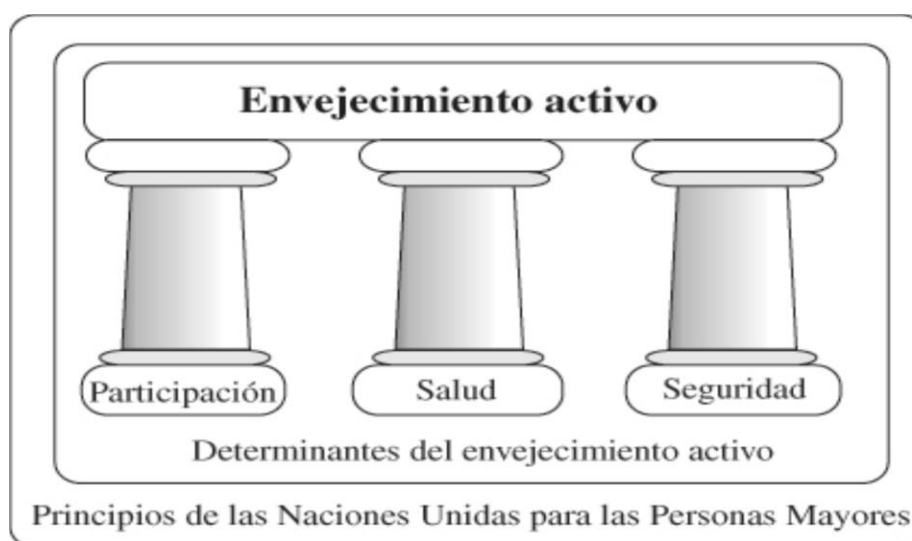 Envejecimiento activo
Participación
Salud
Seguridad
Determinantes del envejecimiento activo
Principios de las Naciones Unidas para las Personas Mayores